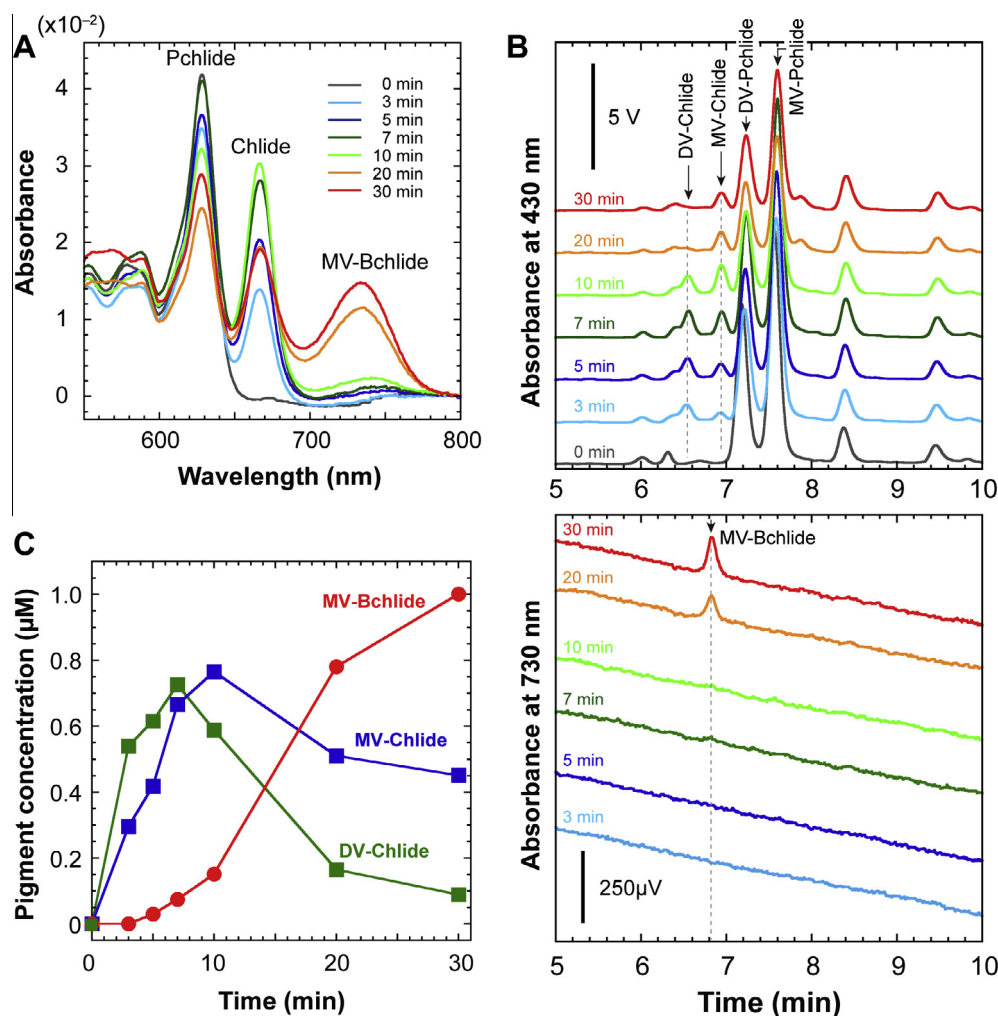 A
(x10⁻²)
Absorbance
4
3
2
1
0
Pchlide
Chlide
MV-Bchlide
0 min
3 min
5 min
7 min
10 min
20 min
30 min
600
700
800
Wavelength (nm)
B
Absorbance at 430 nm
5 V
DV-Chlide
MV-Chlide
DV-Pchlide
MV-Pchlide
30 min
20 min
10 min
7 min
5 min
3 min
0 min
5 6 7 8 9 10
C
Pigment concentration (µM)
1.0
0.8
0.6
0.4
0.2
0
MV-Bchlide
MV-Chlide
DV-Chlide
0 10 20 30
Time (min)
Absorbance at 730 nm
30 min
MV-Bchlide
20 min
10 min
7 min
5 min
3 min
250µV
5 6 7 8 9 10
Time (min)